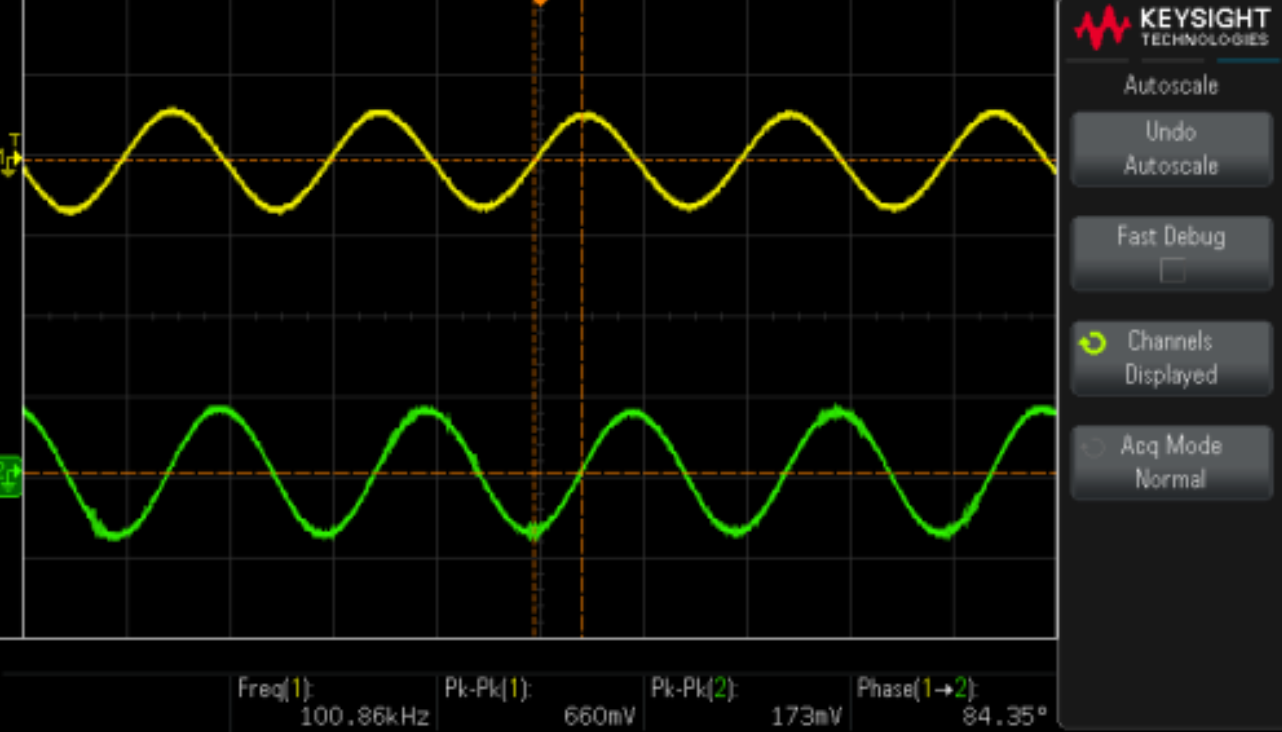 KEYSIGHT
TECHNOLOGIES
Autoscale
Undo
Autoscale
Fast Debug
Channels
Displayed
Acq Mode
Normal
T
Freq(1):
100.86kHz
Pk-Pk(1):
660mV
Pk-Pk(2):
173mV
Phase(1→2):
84.35°